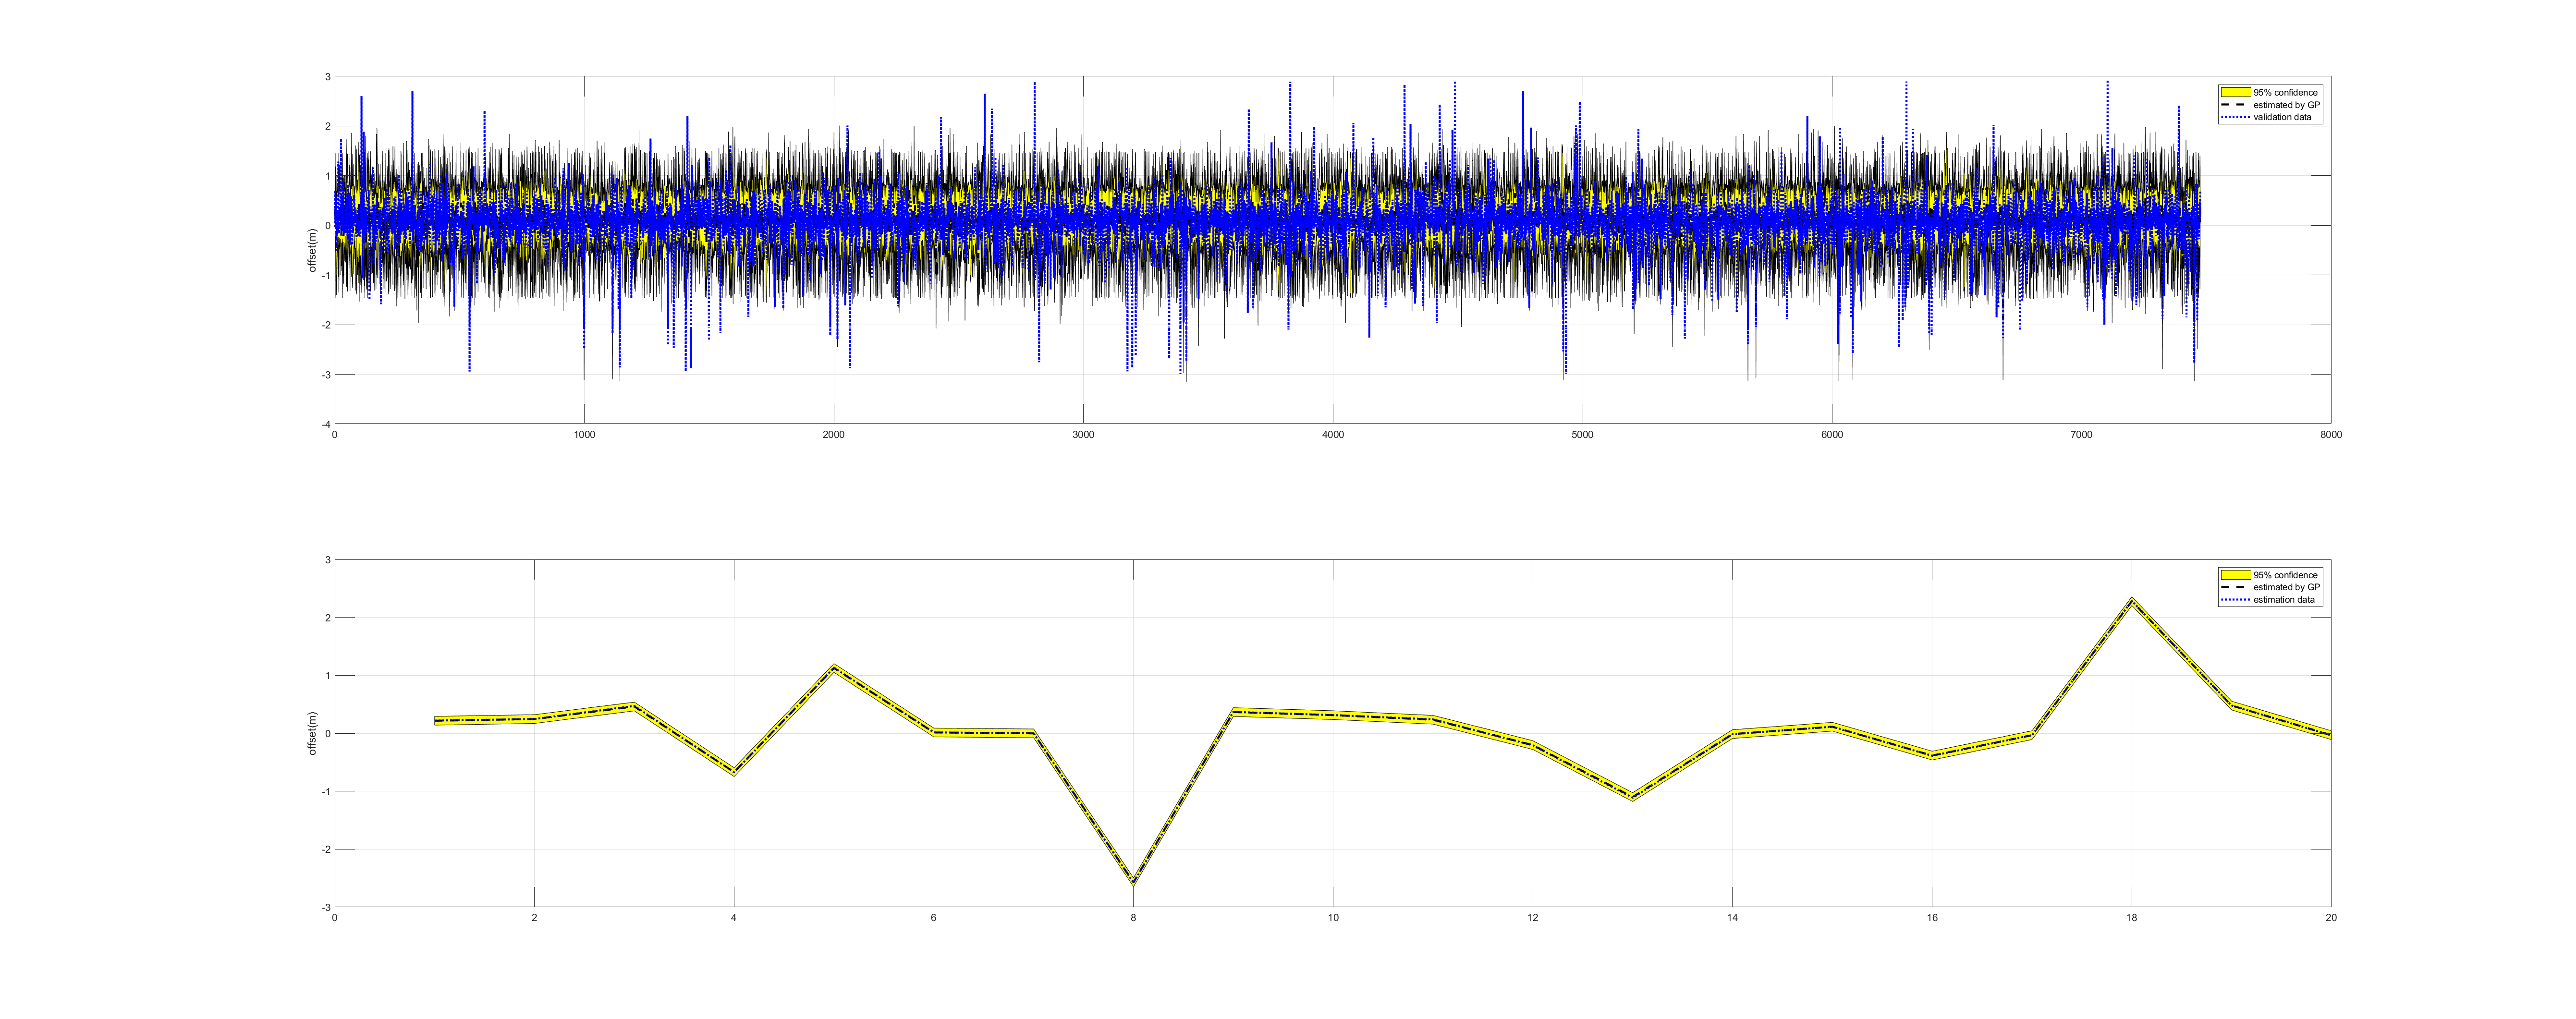 3
2
1
0
-1
-2
-3
-4
offset(m)
0 1000 2000 3000 4000 5000 6000 7000 8000
95% confidence
estimated by GP
validation data
3
2
1
0
-1
-2
-3
offset(m)
0 2 4 6 8 10 12 14 16 18 20
95% confidence
estimated by GP
estimation data